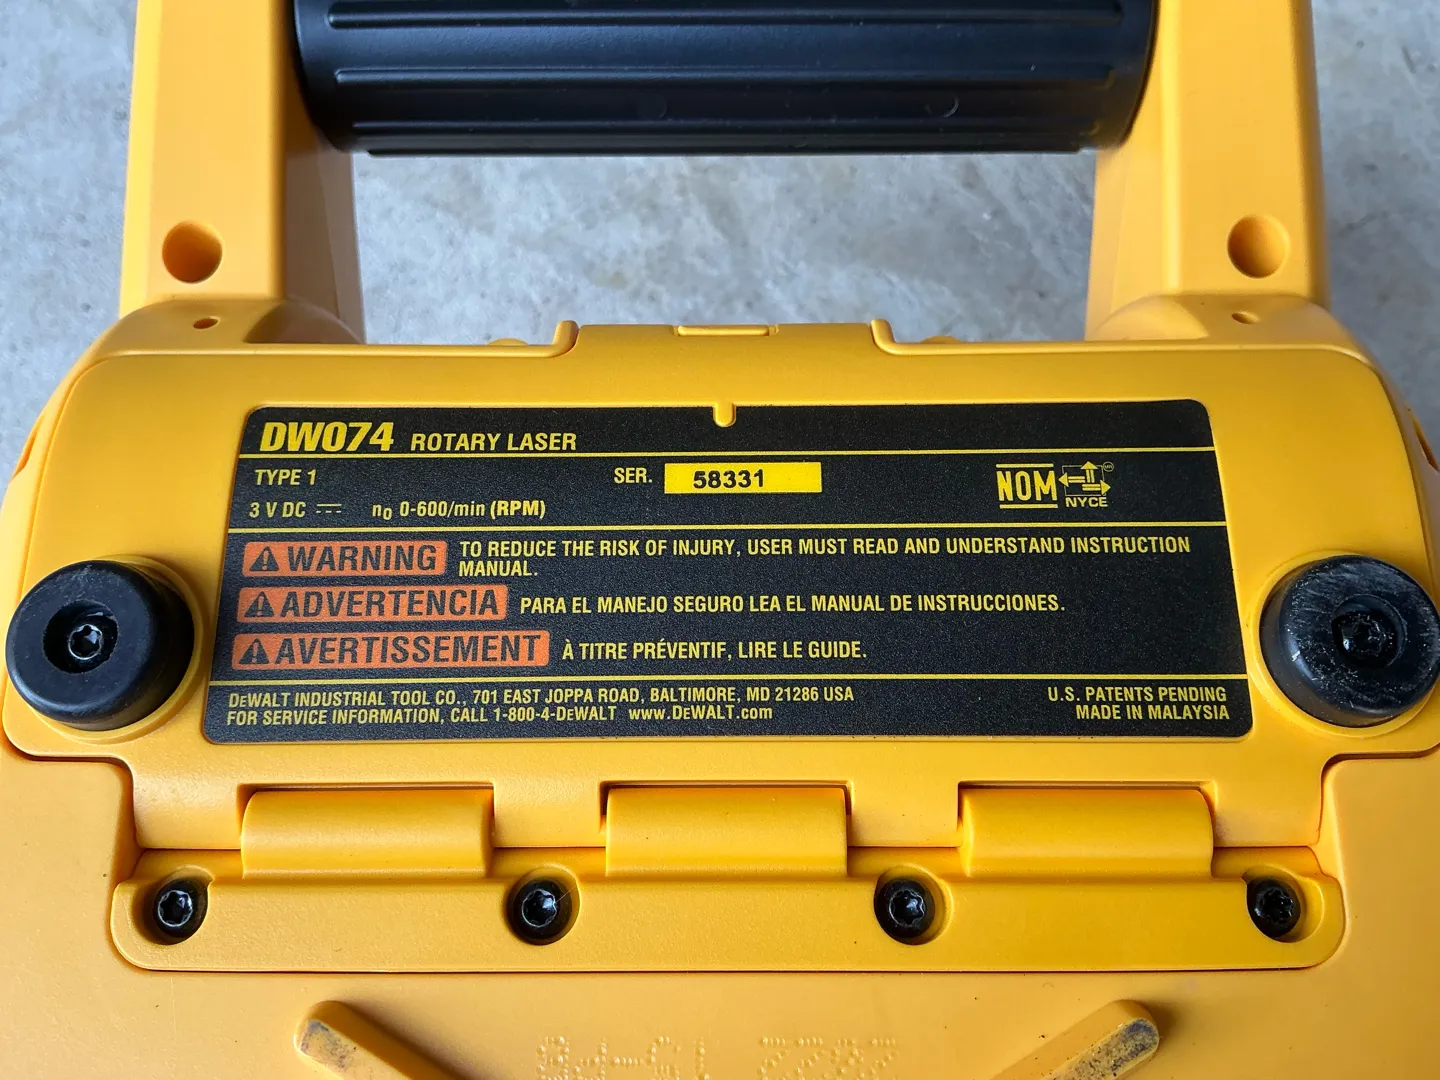 DW074 ROTARY LASER
TYPE 1
SER. 58331
NOM
NYCE
3 V DC n0 0-600/min (RPM)
WARNING TO REDUCE THE RISK OF INJURY, USER MUST READ AND UNDERSTAND INSTRUCTION
MANUAL.
ADVERTENCIA PARA EL MANEJO SEGURO LEA EL MANUAL DE INSTRUCCIONES.
AVERTISSEMENT À TITRE PRÉVENTIF, LIRE LE GUIDE.
DEWALT INDUSTRIAL TOOL CO., 701 EAST JOPPA ROAD, BALTIMORE, MD 21286 USA
FOR SERVICE INFORMATION, CALL 1-800-4-DEWALT www.DEWALT.com
U.S. PATENTS PENDING
MADE IN MALAYSIA